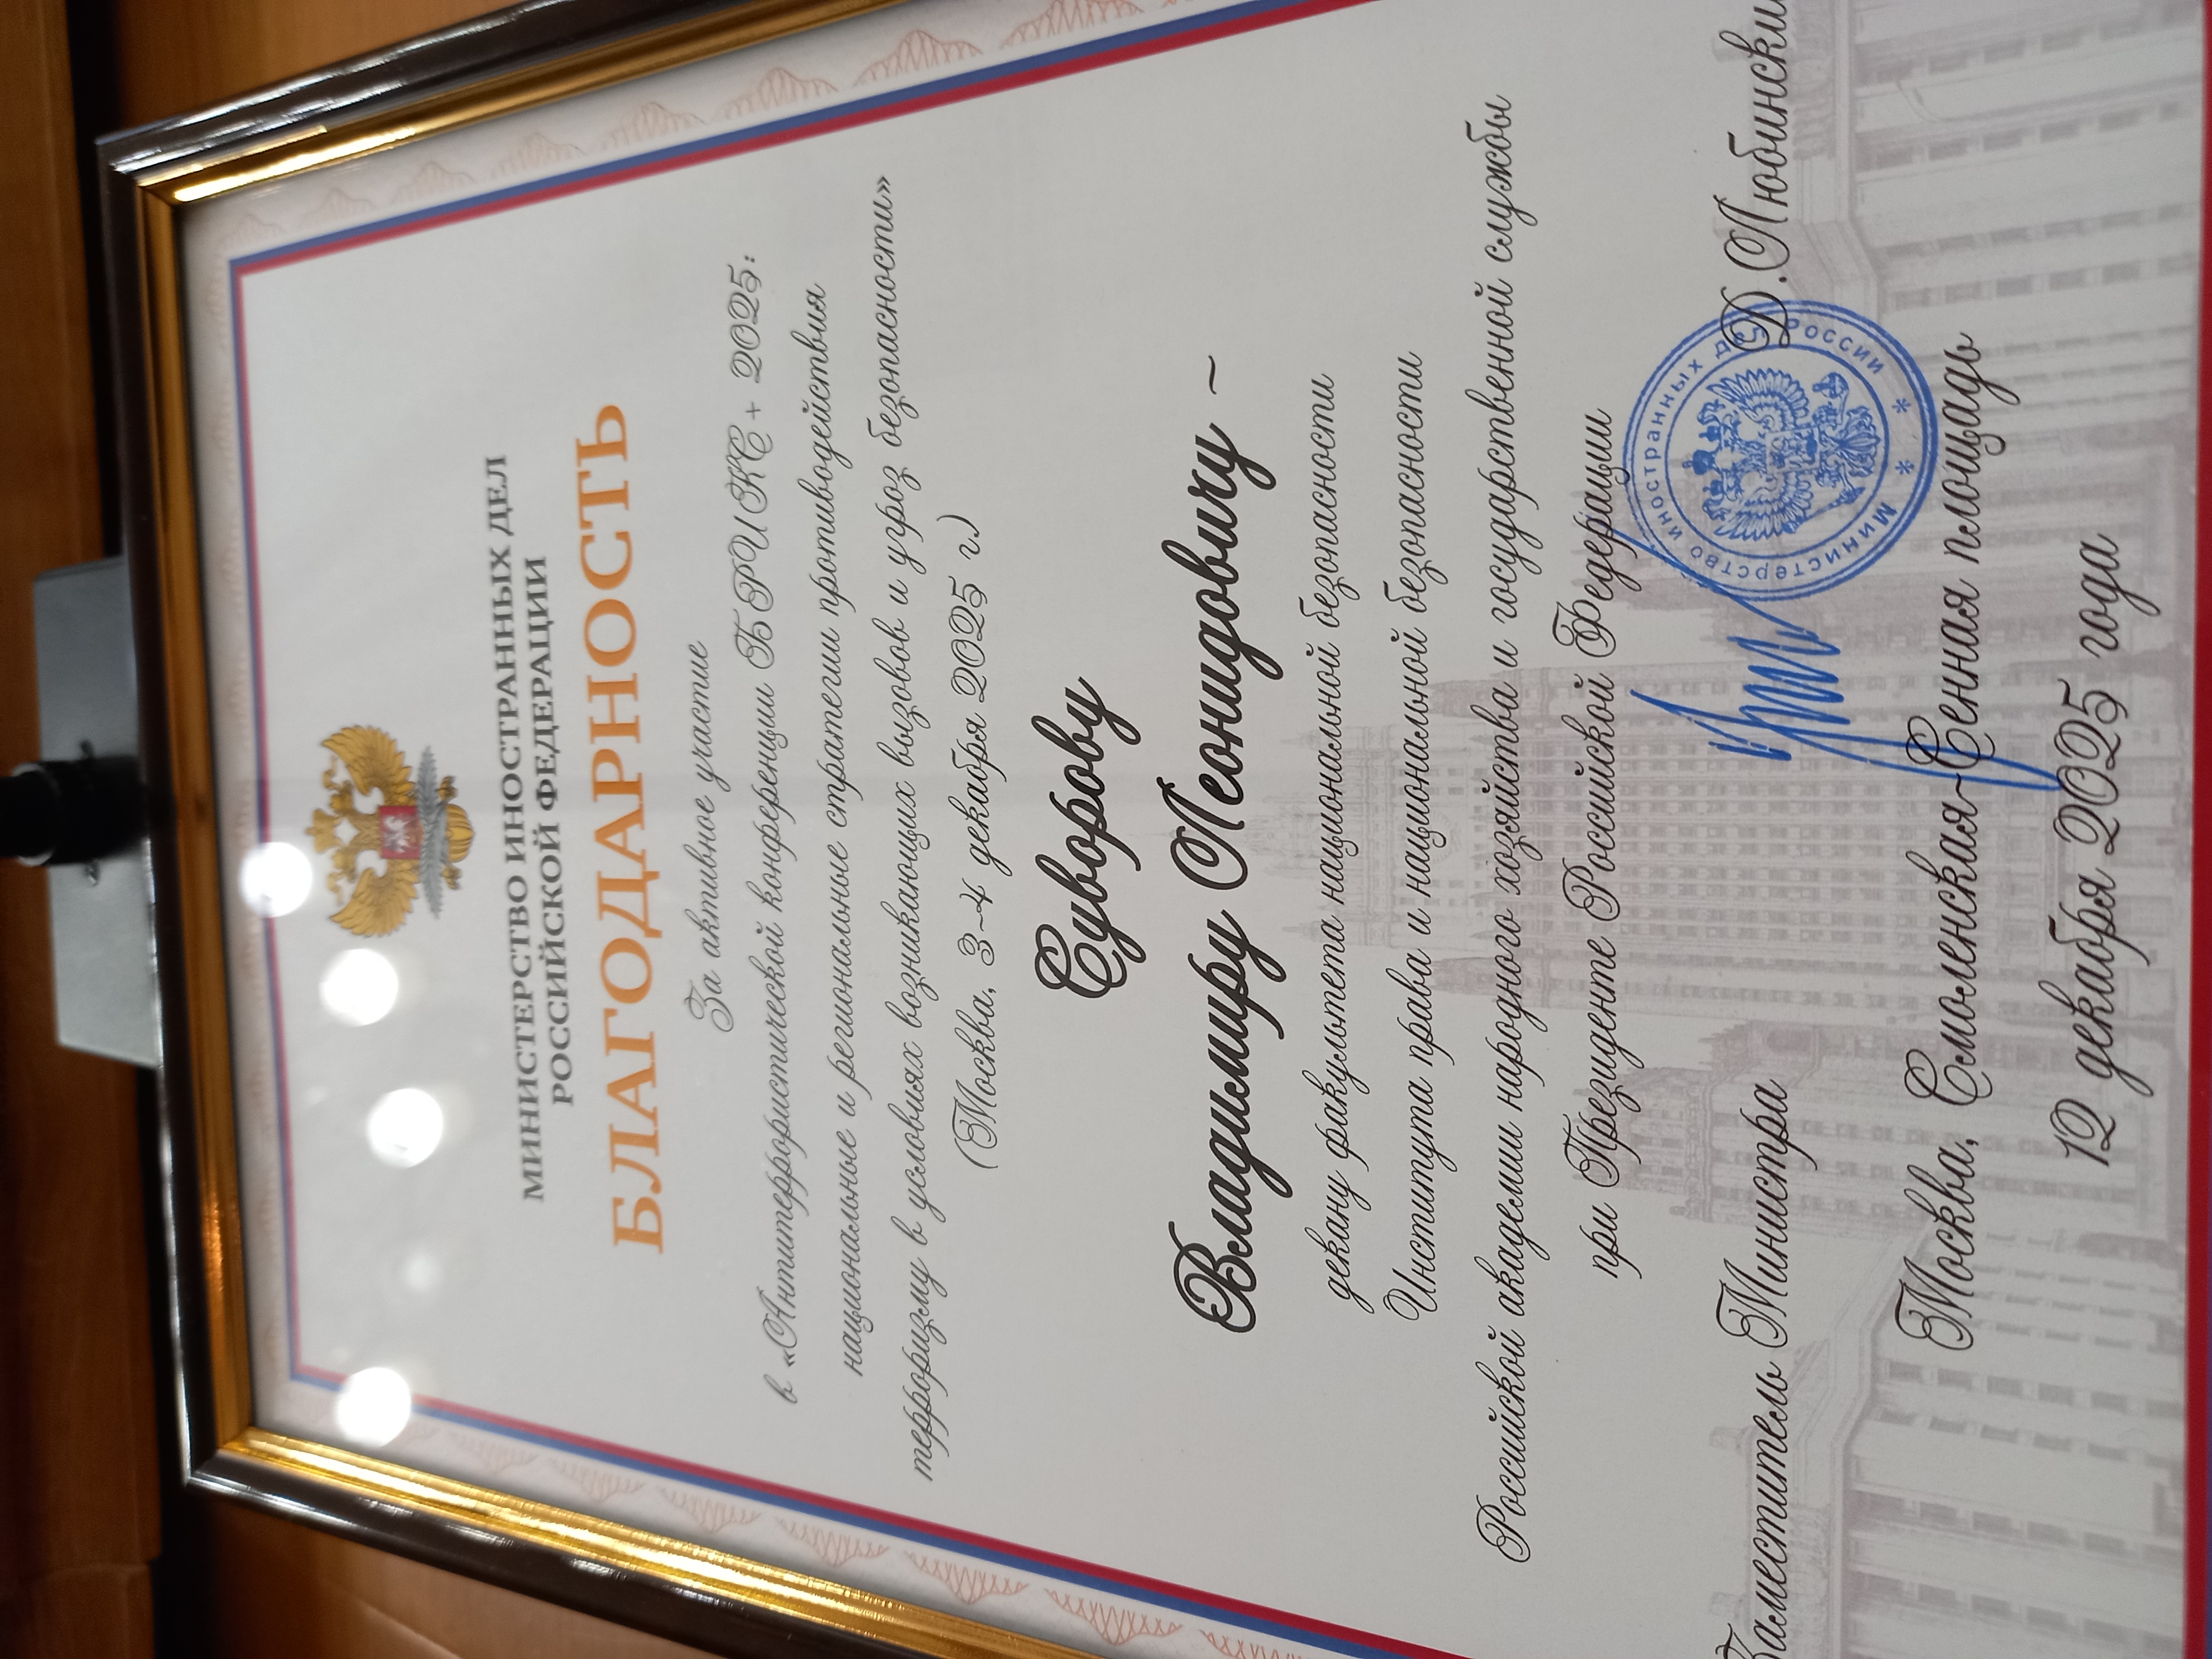 МИНИСТЕРСТВО ИНОСТРАННЫХ ДЕЛ
РОССИЙСКОЙ ФЕДЕРАЦИИ
БЛАГОДАРНОСТЬ
За активное участие
в «Антитеррористической конференции БРИКС+ 2025:
национальные и региональные стратегии противодействия
терроризму в условиях возникающих вызовов и угроз безопасности»
(Москва, 3-4 декабря 2025 г.)
Суворову
Владимиру Леонидовичу -
декану факультета национальной безопасности
Института права и национальной безопасности
Российской академии народного хозяйства и государственной службы
при Президенте Российской Федерации
Заместитель Министра Д.Любински
Министерство иностранных дел России * *
Москва, Смоленская-Сенная площадь
12 декабря 2025 года